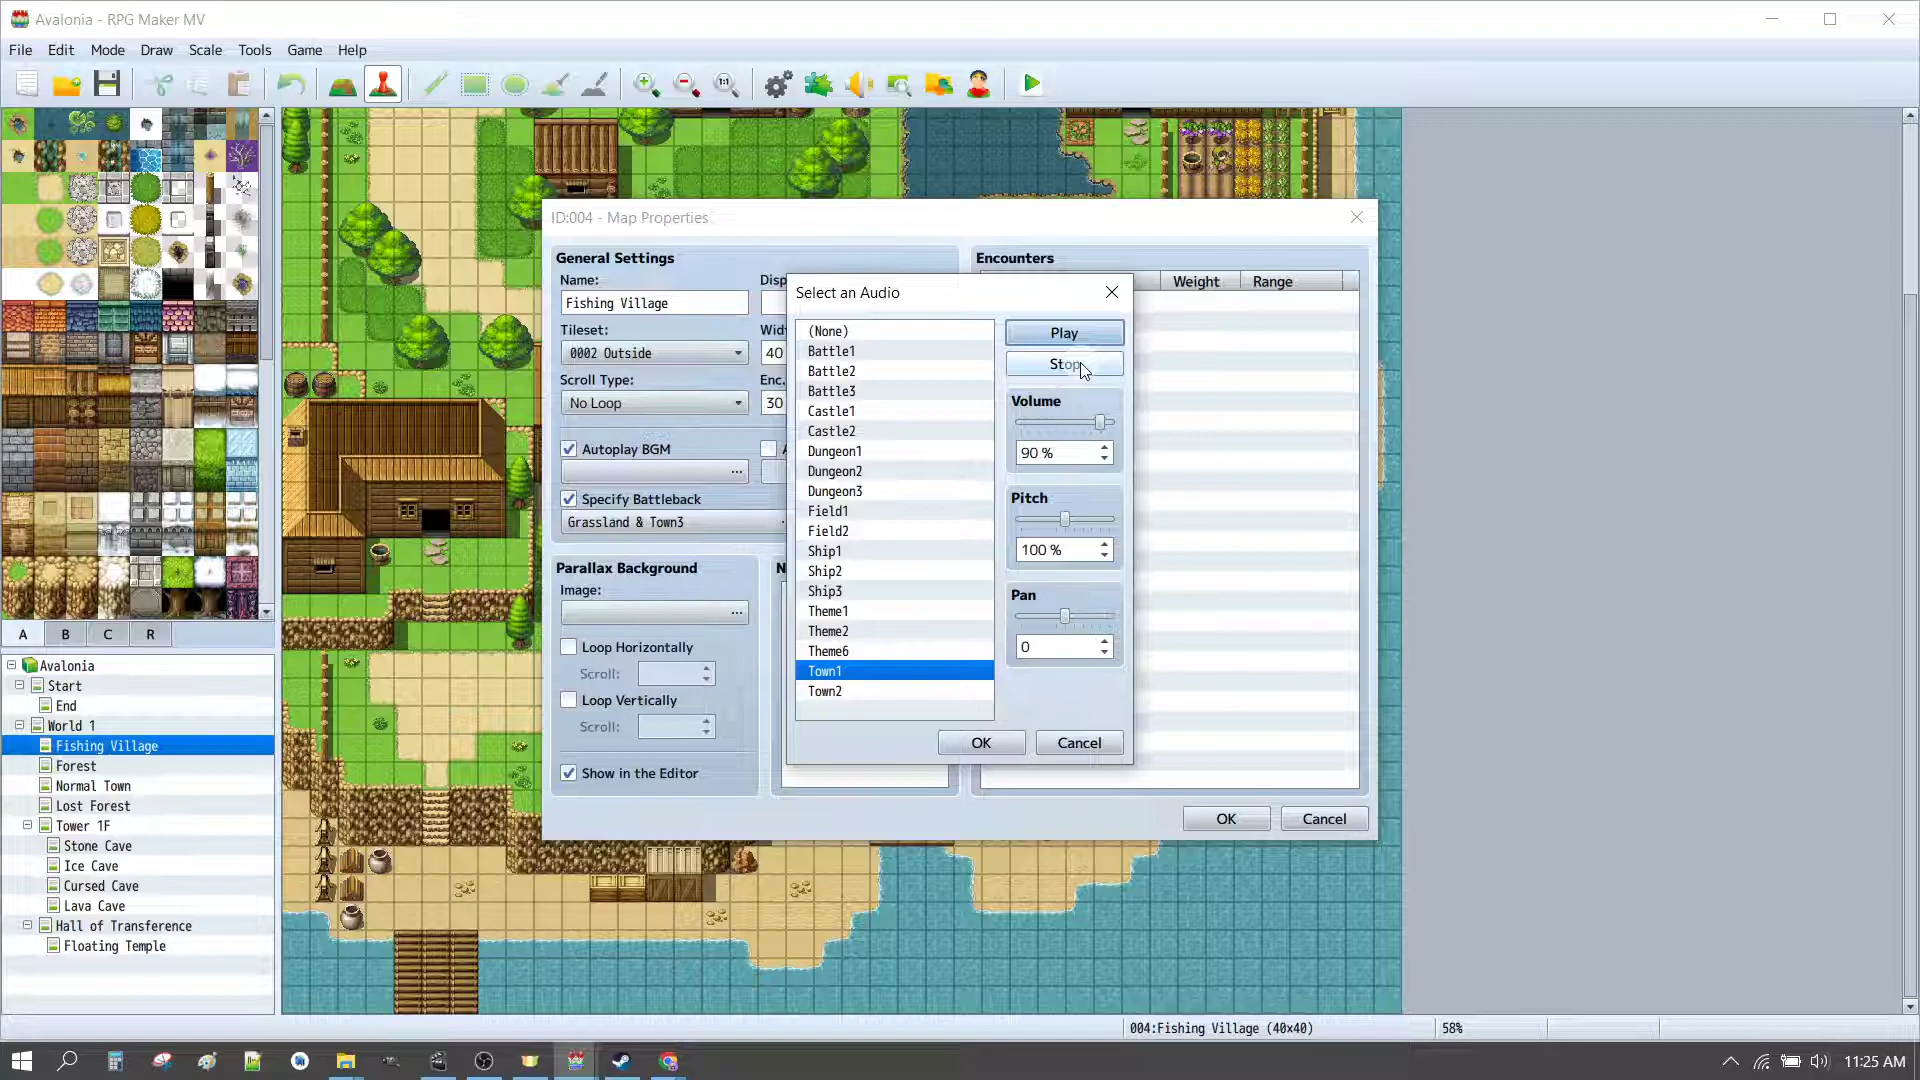 Avalonia - RPG Maker MV
File Edit Mode Draw Scale Tools Game Help
1:1
ID:004 - Map Properties
General Settings
Name:
Disp
Fishing Village
Tileset:
Wid
0002 Outside
40
Scroll Type:
Enc.
No Loop
30
Autoplay BGM
...
Specify Battleback
Grassland & Town3
Parallax Background
Image:
...
Loop Horizontally
Scroll:
Loop Vertically
Scroll:
Show in the Editor
Encounters
Weight Range
Select an Audio
(None)
Battle1
Battle2
Battle3
Castle1
Castle2
Dungeon1
Dungeon2
Dungeon3
Field1
Field2
Ship1
Ship2
Ship3
Theme1
Theme2
Theme6
Town1
Town2
Play
Stop
Volume
90 %
Pitch
100 %
Pan
0
OK Cancel
OK Cancel
A B C R
Avalonia
Start
End
World 1
Fishing Village
Forest
Normal Town
Lost Forest
Tower 1F
Stone Cave
Ice Cave
Cursed Cave
Lava Cave
Hall of Transference
Floating Temple
004:Fishing Village (40x40) 58%
11:25 AM